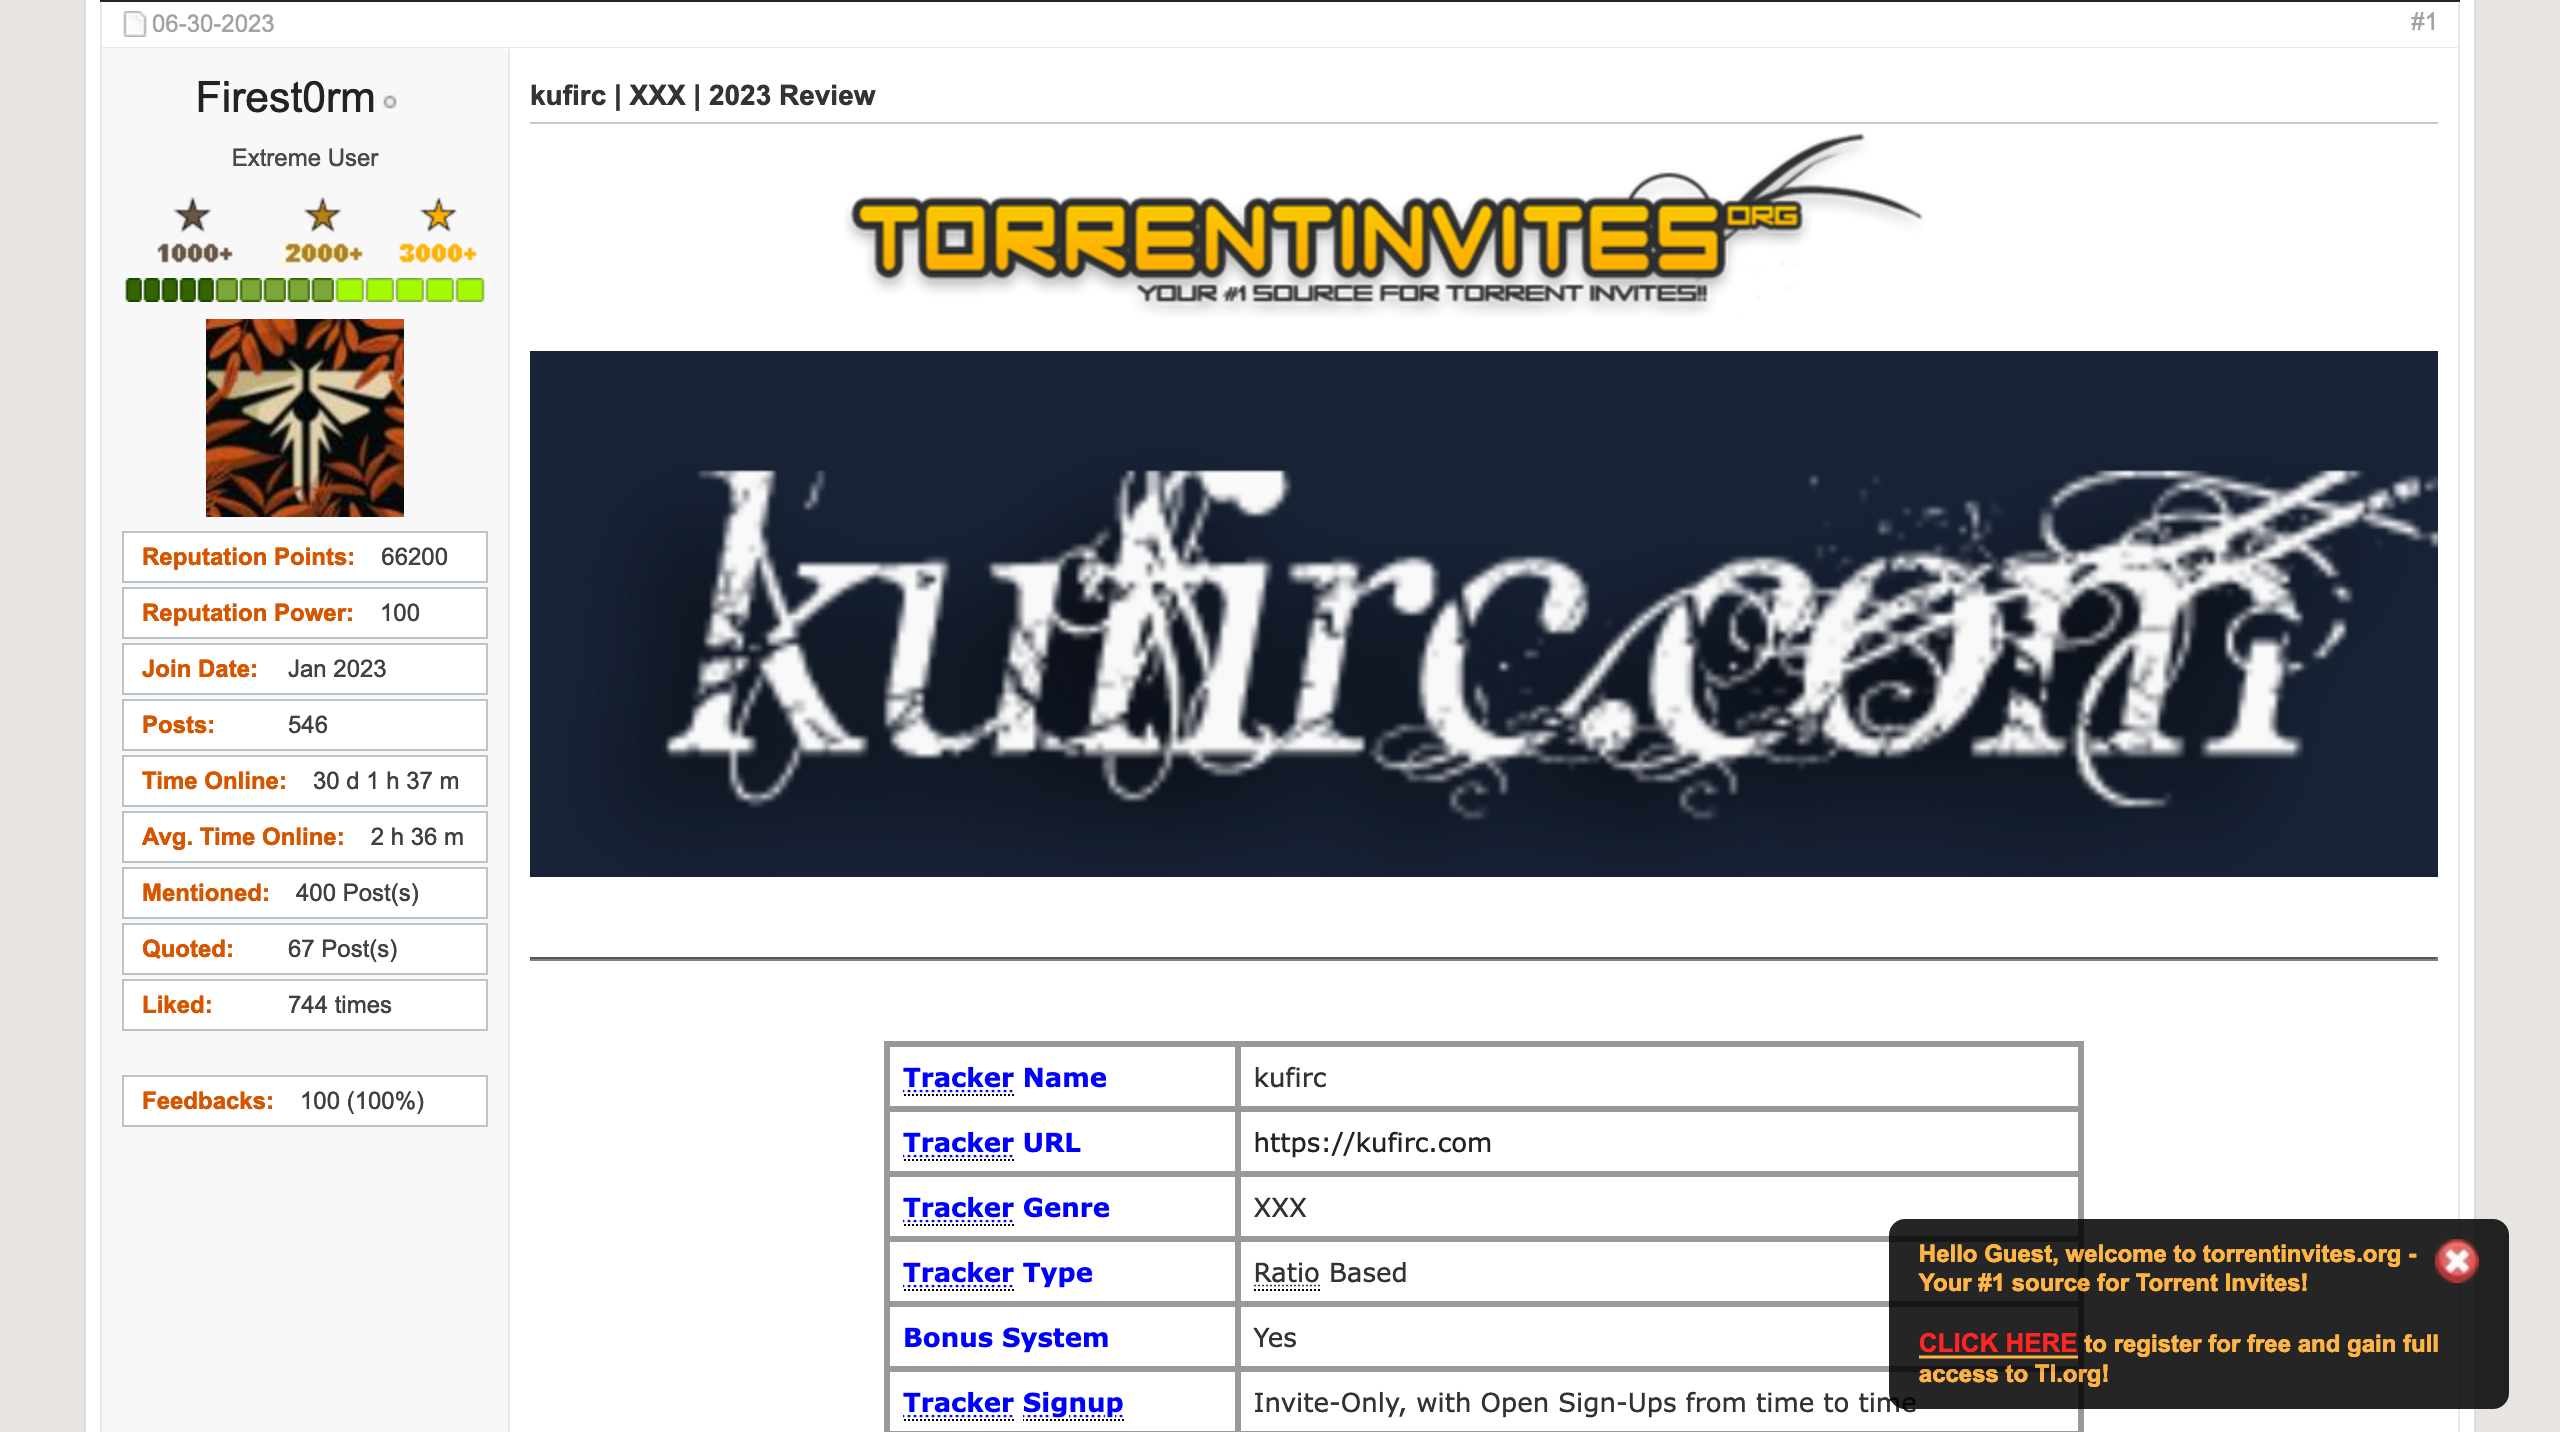 06-30-2023
#1
Firest0rm
Extreme User
1000+ 2000+ 3000+
Reputation Points: 66200
Reputation Power: 100
Join Date: Jan 2023
Posts: 546
Time Online: 30 d 1 h 37 m
Avg. Time Online: 2 h 36 m
Mentioned: 400 Post(s)
Quoted: 67 Post(s)
Liked: 744 times
Feedbacks: 100 (100%)
kufirc | XXX | 2023 Review
TORRENTINVITES ORG
YOUR #1 SOURCE FOR TORRENT INVITES!!
kufirc.com
Tracker Name kufirc
Tracker URL https://kufirc.com
Tracker Genre XXX
Tracker Type Ratio Based
Bonus System Yes
Tracker Signup Invite-Only, with Open Sign-Ups from time to time
Hello Guest, welcome to torrentinvites.org -
Your #1 source for Torrent Invites!
CLICK HERE to register for free and gain full
access to TI.org!